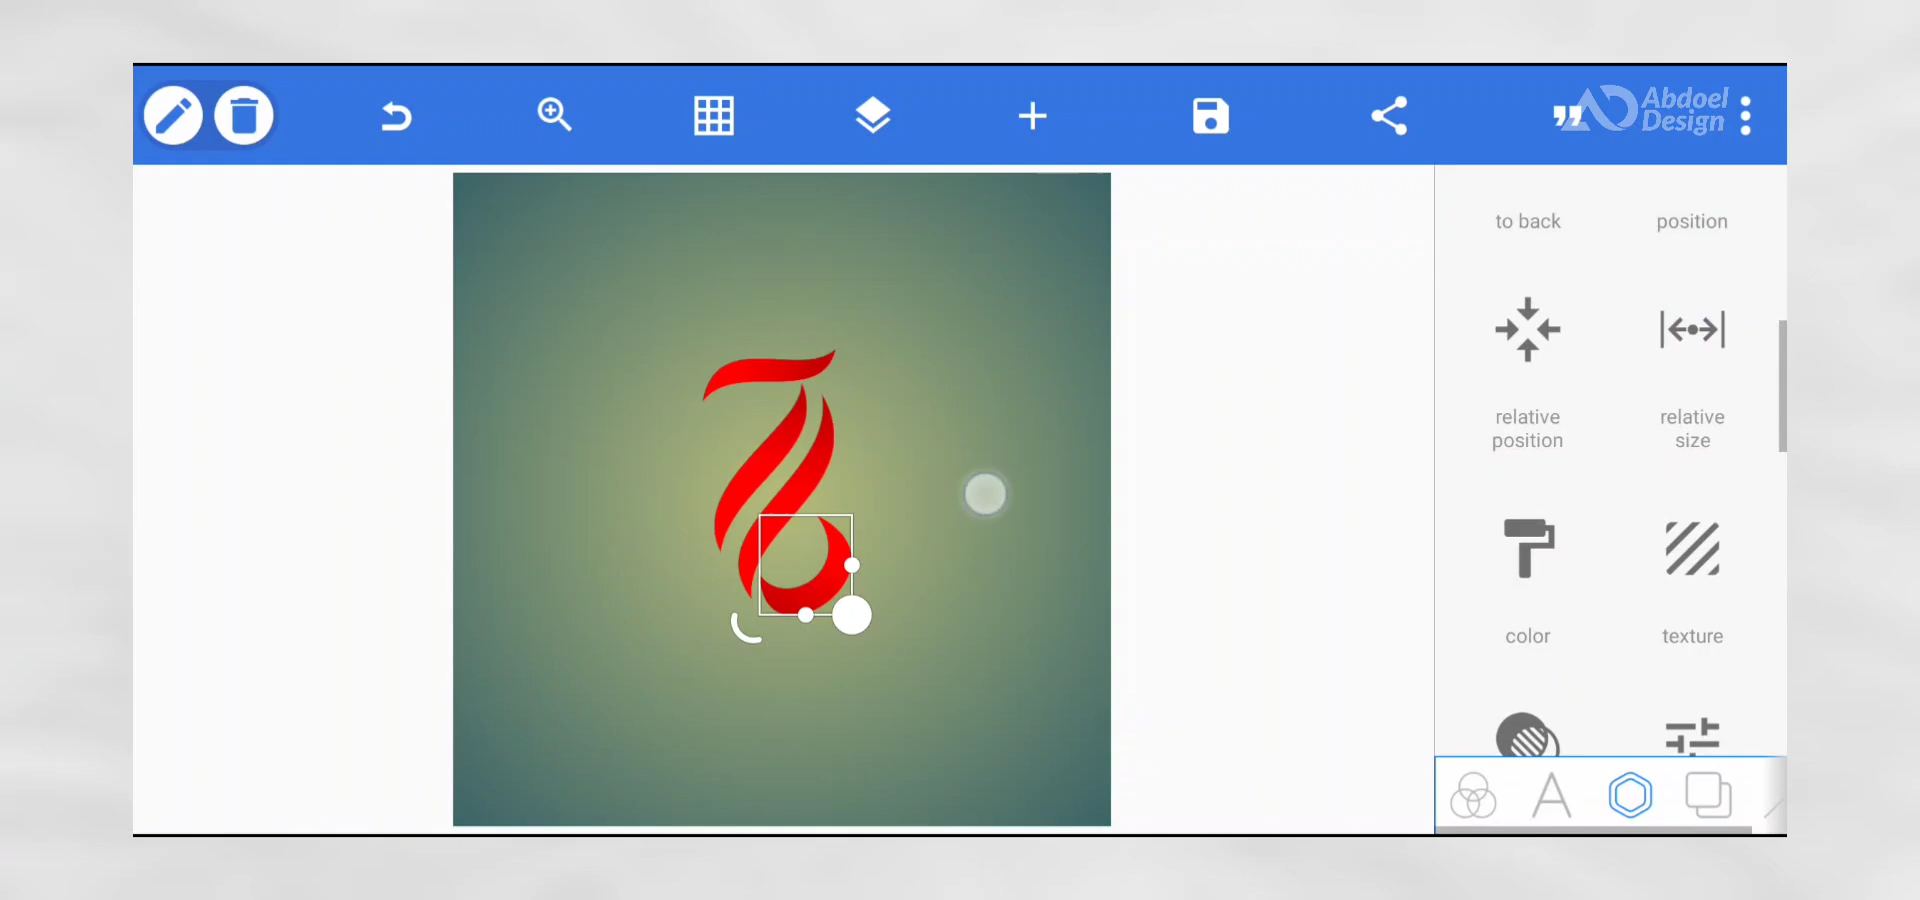 Abdoel
Design
to back
position
relative
position
relative
size
color
texture